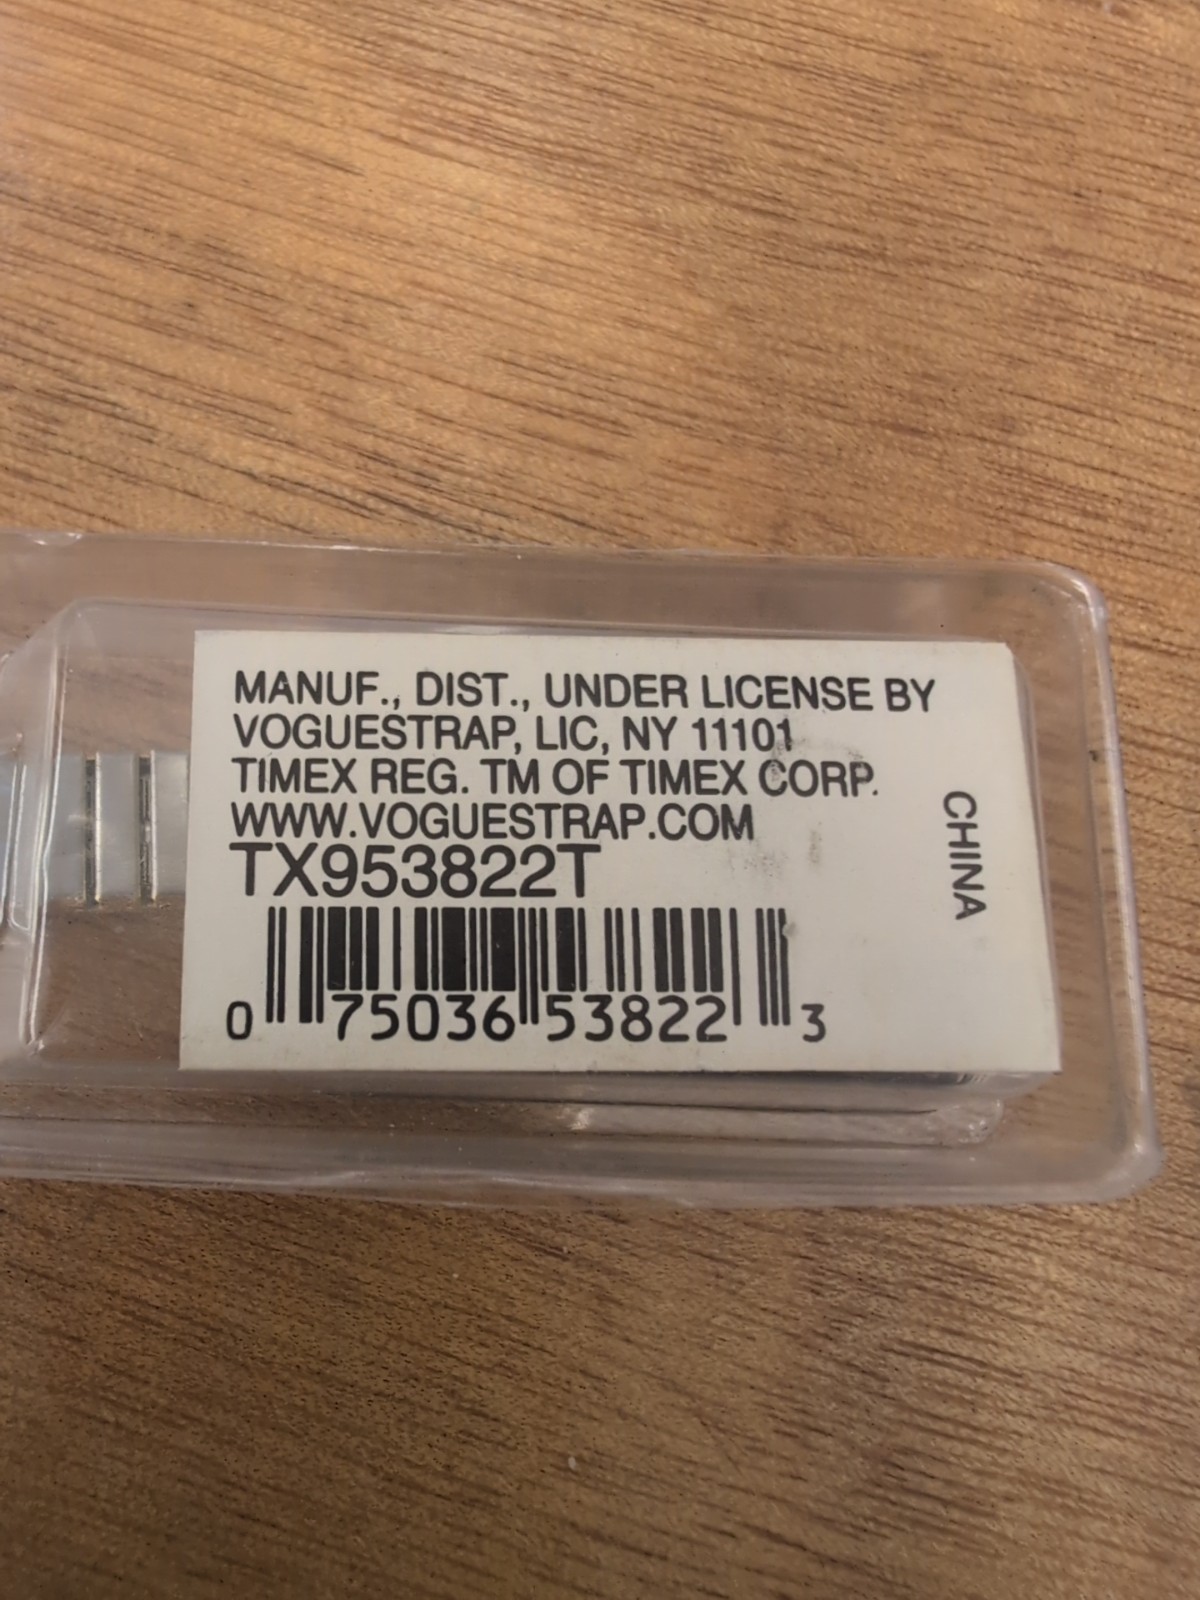 MANUF., DIST., UNDER LICENSE BY
VOGUESTRAP, LIC, NY 11101
TIMEX REG. TM OF TIMEX CORP.
WWW.VOGUESTRAP.COM
TX953822T
0 75036 53822 3
CHINA